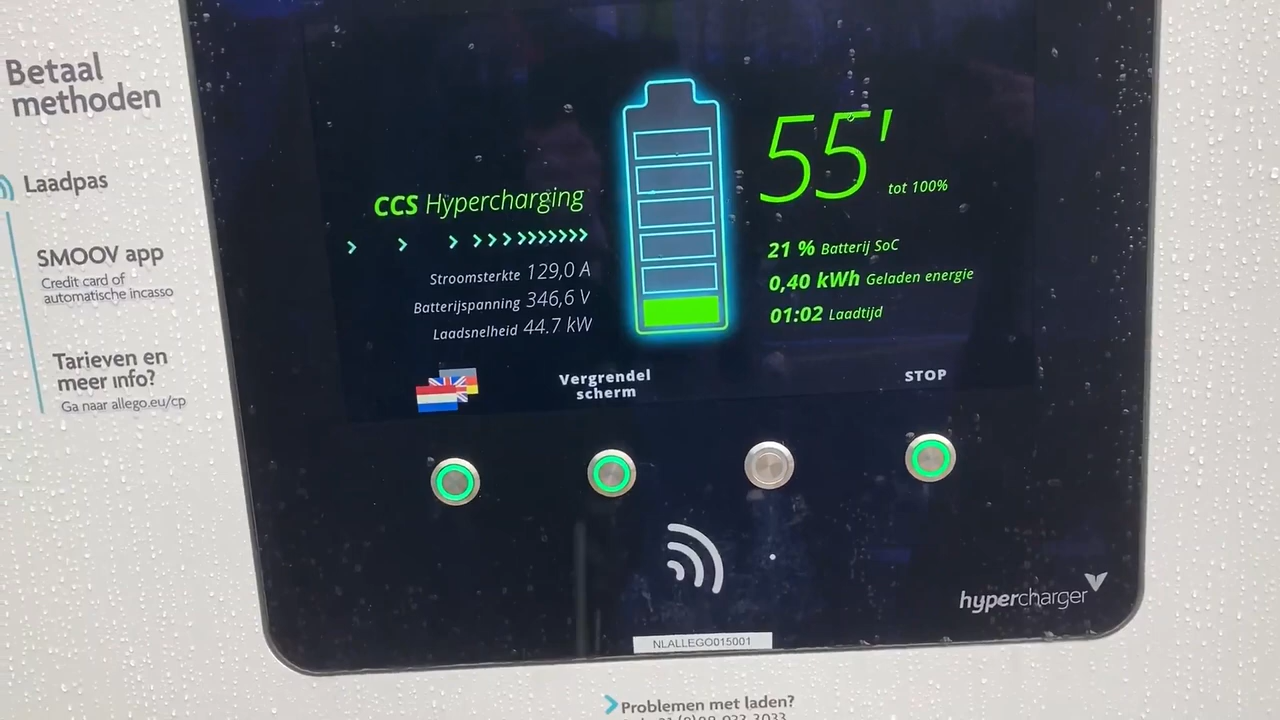 Betaal
methoden
Laadpas
SMOOV app
Credit card of
automatische incasso
Tarieven en
meer info?
Ga naar allego.eu/cp
CCS Hypercharging
Stroomsterkte 129,0 A
Batterijspanning 346,6 V
Laadsnelheid 44.7 kW
55'
tot 100%
21 % Batterij SoC
0,40 kWh Geladen energie
01:02 Laadtijd
Vergrendel
scherm
STOP
hypercharger
NLALLEGO015001
Problemen met laden?